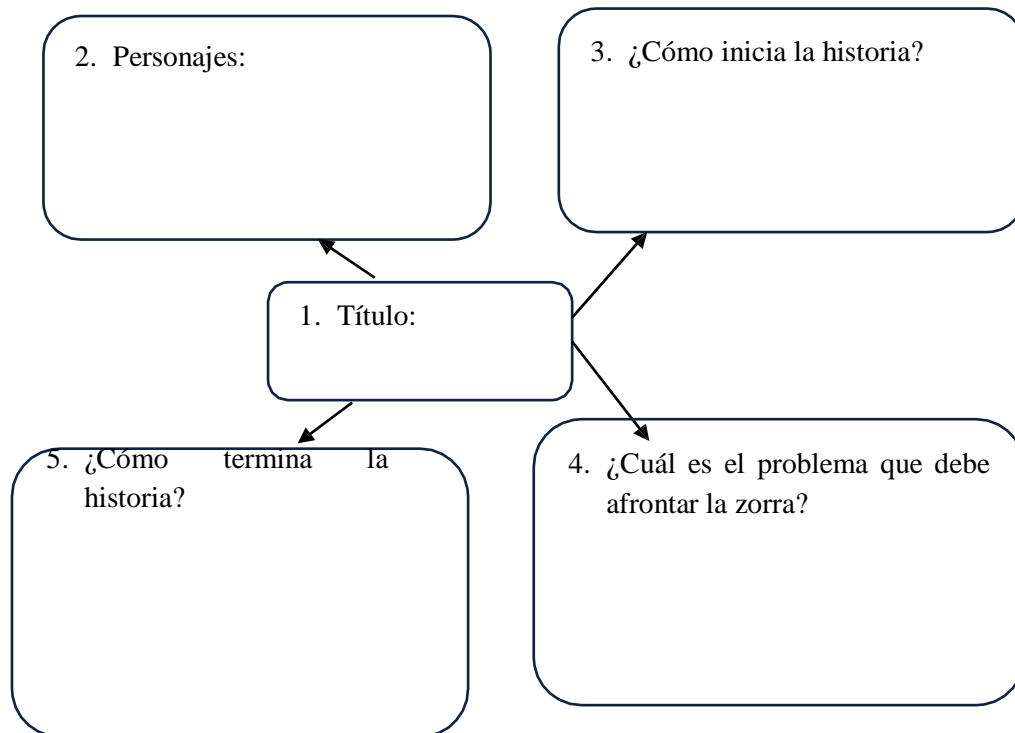 2. Personajes:
3. ¿Cómo inicia la historia?
1. Título:
5. ¿Cómo termina la
historia?
4. ¿Cuál es el problema que debe
afrontar la zorra?